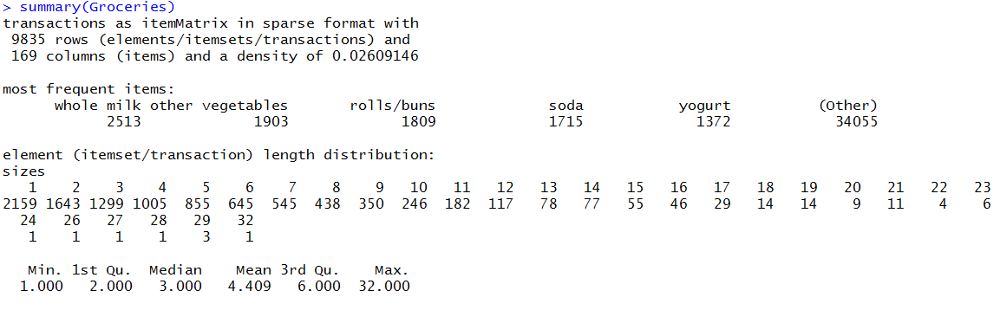 > summary(Groceries)
transactions as itemMatrix in sparse format with
 9835 rows (elements/itemsets/transactions) and
 169 columns (items) and a density of 0.02609146

most frequent items:
      whole milk other vegetables       rolls/buns             soda           yogurt          (Other)
            2513             1903             1809             1715             1372            34055

element (itemset/transaction) length distribution:
sizes
   1    2    3    4    5    6    7    8    9   10   11   12   13   14   15   16   17   18   19   20   21   22   23
2159 1643 1299 1005  855  645  545  438  350  246  182  117   78   77   55   46   29   14   14    9   11    4    6
  24   26   27   28   29   32
   1    1    1    1    3    1

   Min. 1st Qu.  Median    Mean 3rd Qu.    Max.
  1.000   2.000   3.000   4.409   6.000  32.000